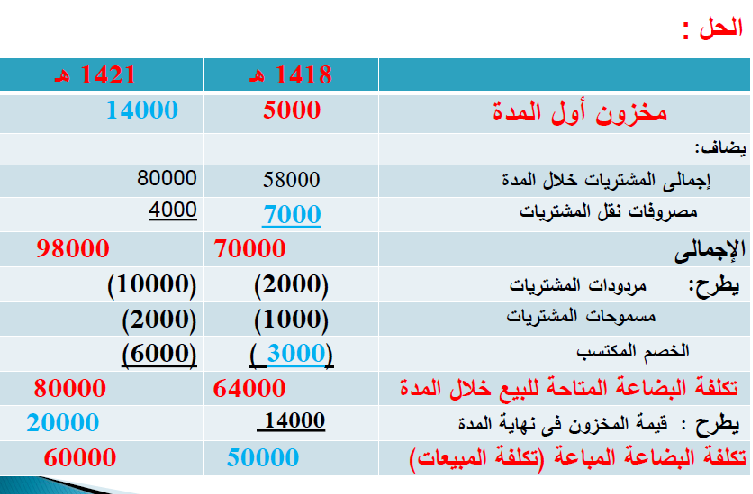 الحل :
1418 هـ 1421 هـ
مخزون أول المدة 5000 14000
يضاف:
إجمالى المشتريات خلال المدة 58000 80000
مصروفات نقل المشتريات 7000 4000
الإجمالى 70000 98000
يطرح: مردودات المشتريات (2000) (10000)
مسموحات المشتريات (1000) (2000)
الخصم المكتسب (3000 ) (6000)
تكلفة البضاعة المتاحة للبيع خلال المدة 64000 80000
يطرح : قيمة المخزون فى نهاية المدة 14000 20000
تكلفة البضاعة المباعة (تكلفة المبيعات) 50000 60000